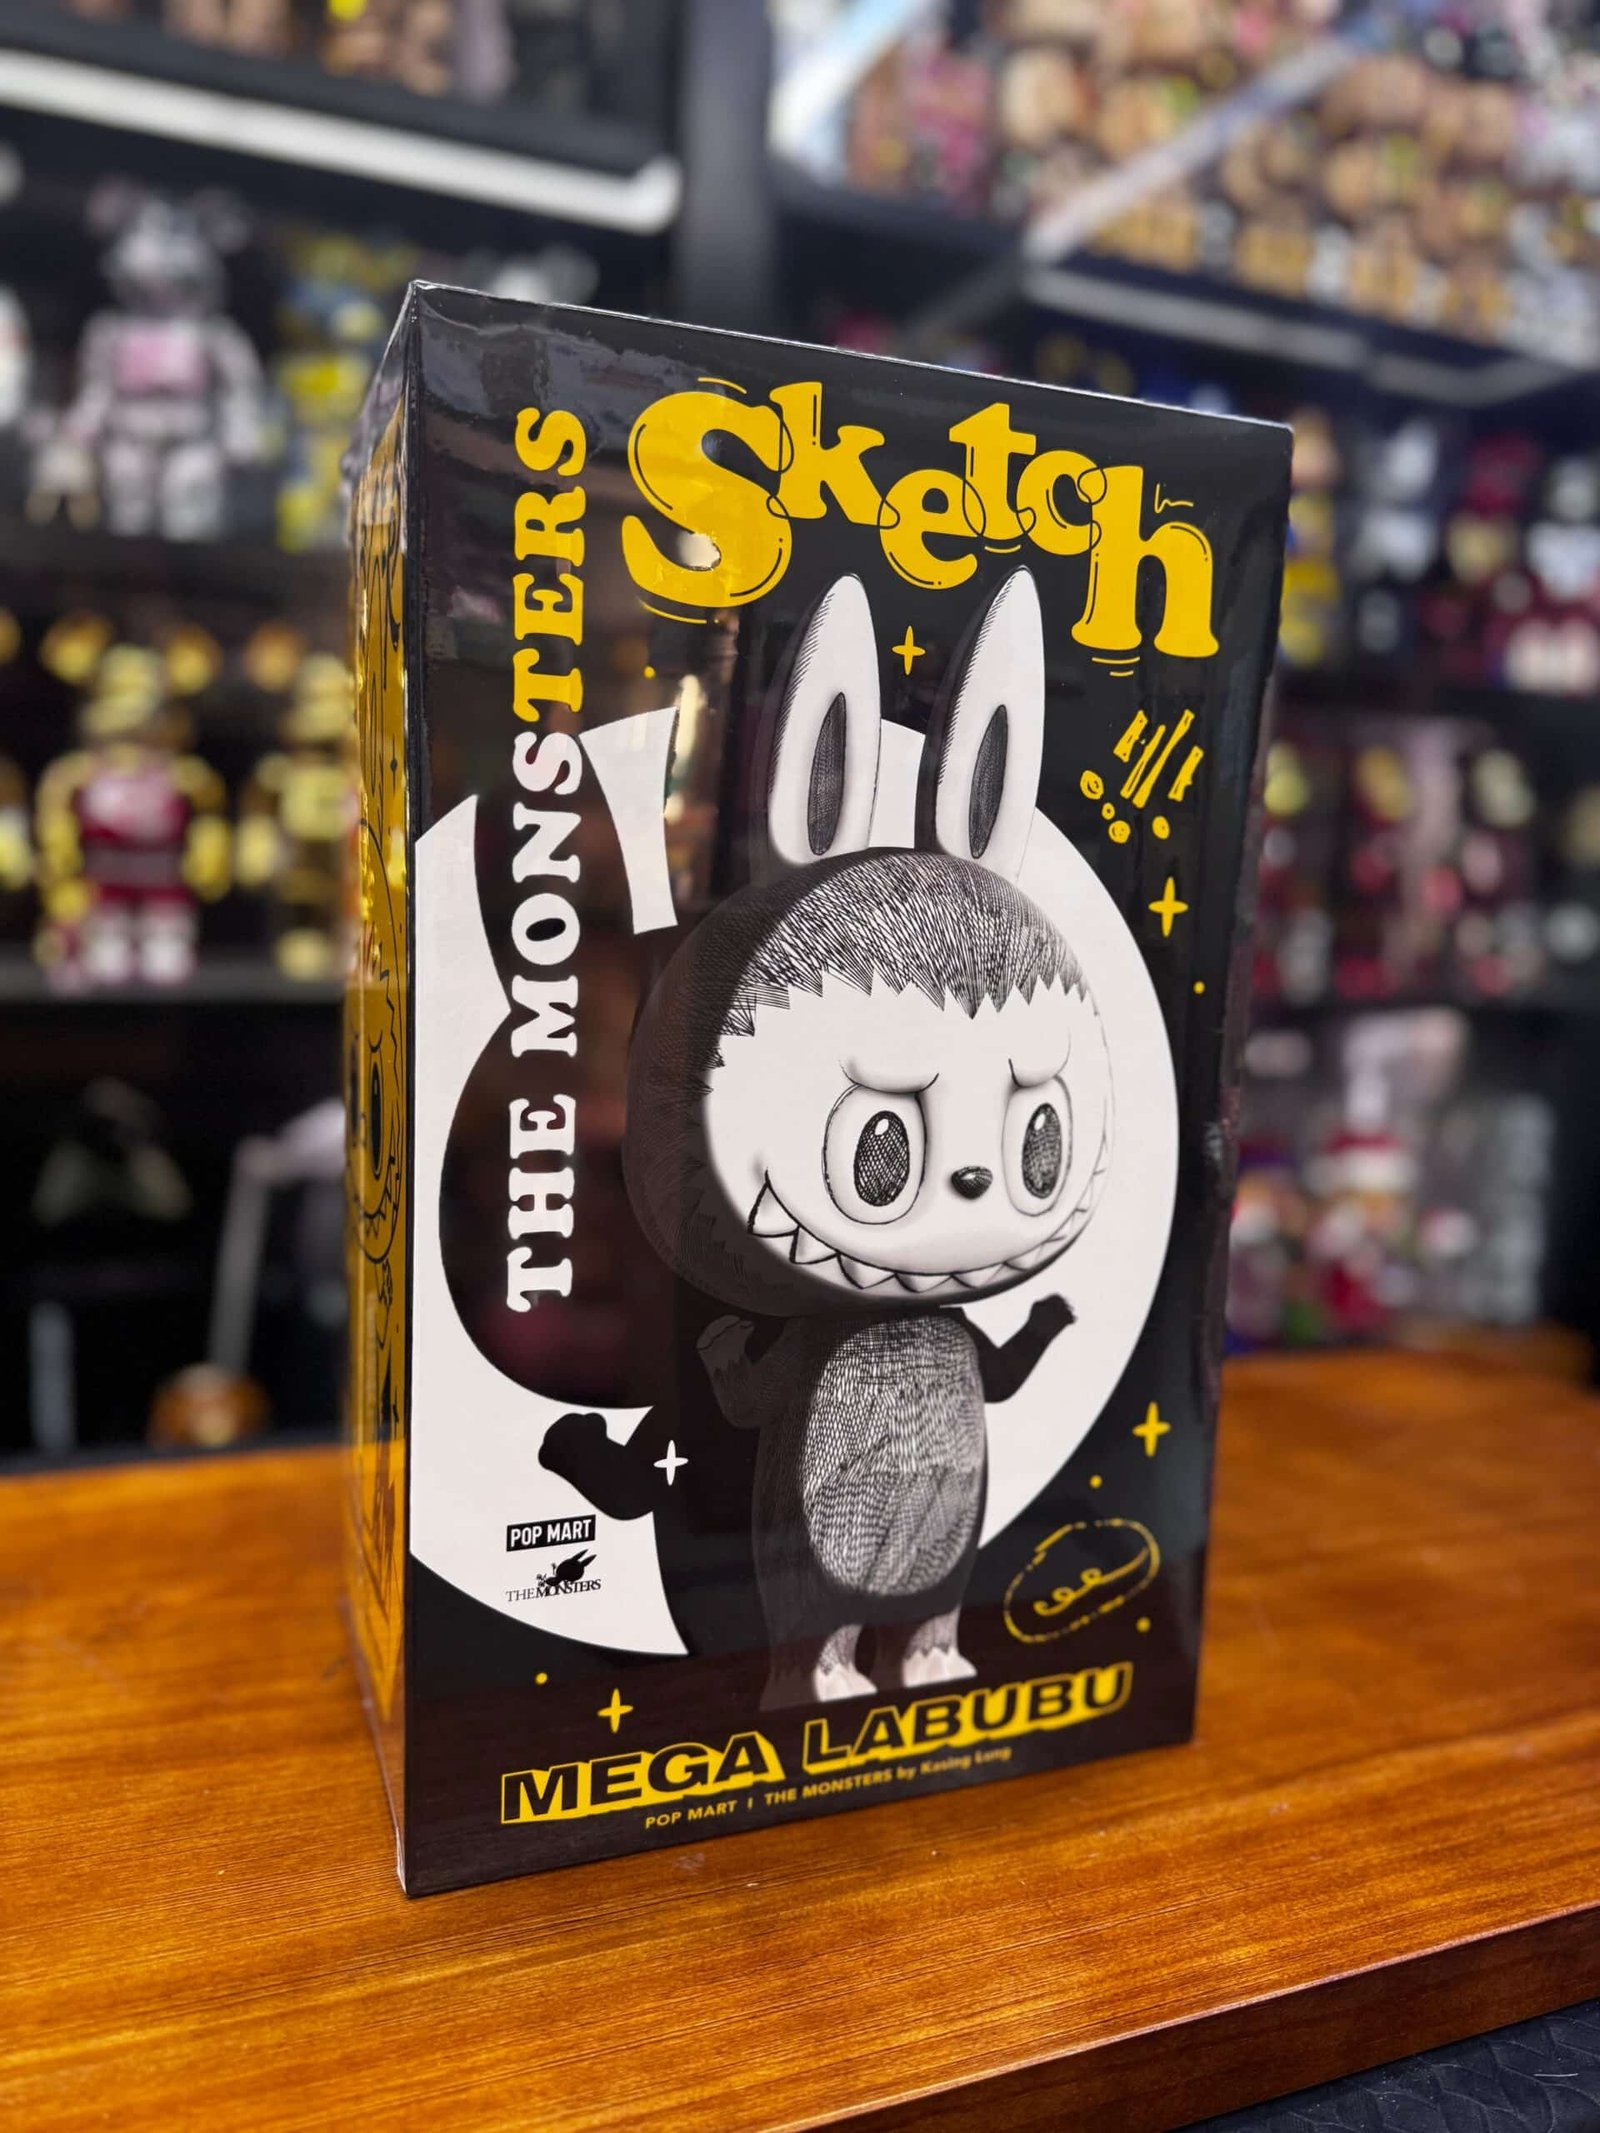 Sketch
THE MONSTERS
POP MART
THE MONSTERS
MEGA LABUBU
POP MART | THE MONSTERS by Kasing Lung